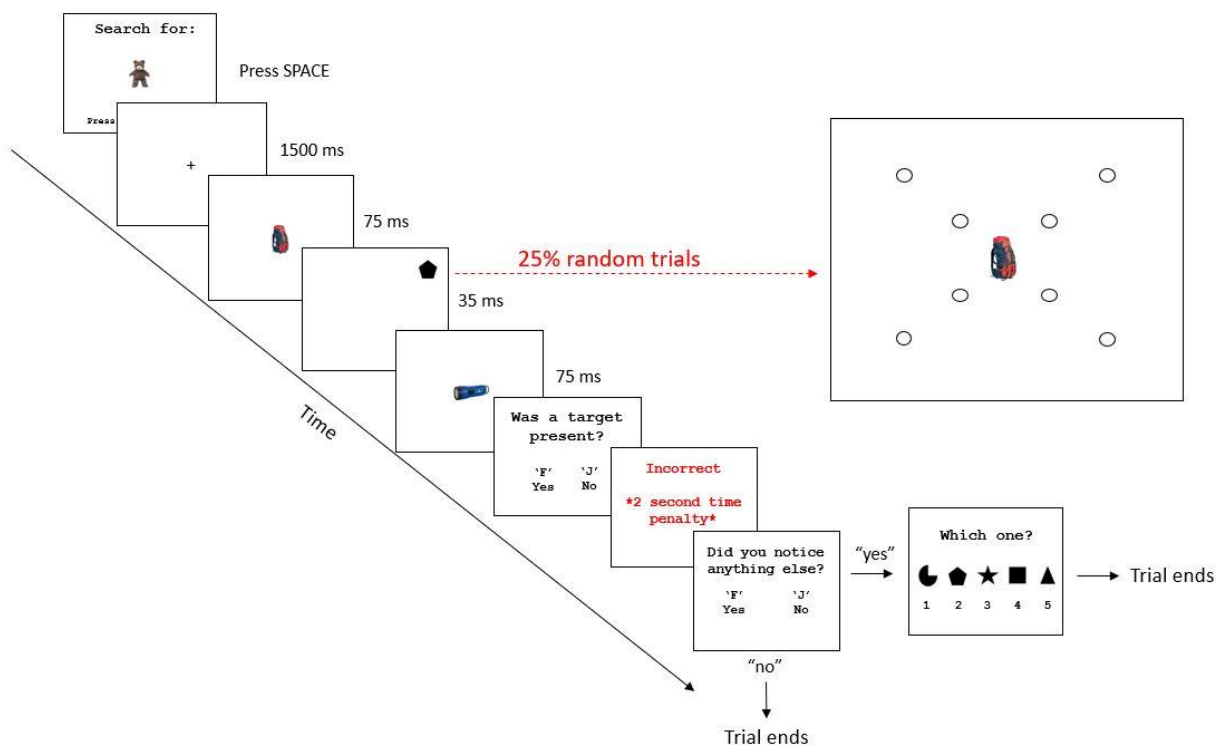 Search for:
Press
Press SPACE
+
1500 ms
75 ms
35 ms
25% random trials
75 ms
Time
Was a target
present?
‘F’ ‘J’
Yes No
Incorrect
*2 second time
penalty*
Did you notice
anything else?
‘F’ ‘J’
Yes No
“yes”
Which one?
1 2 3 4 5
Trial ends
“no”
Trial ends